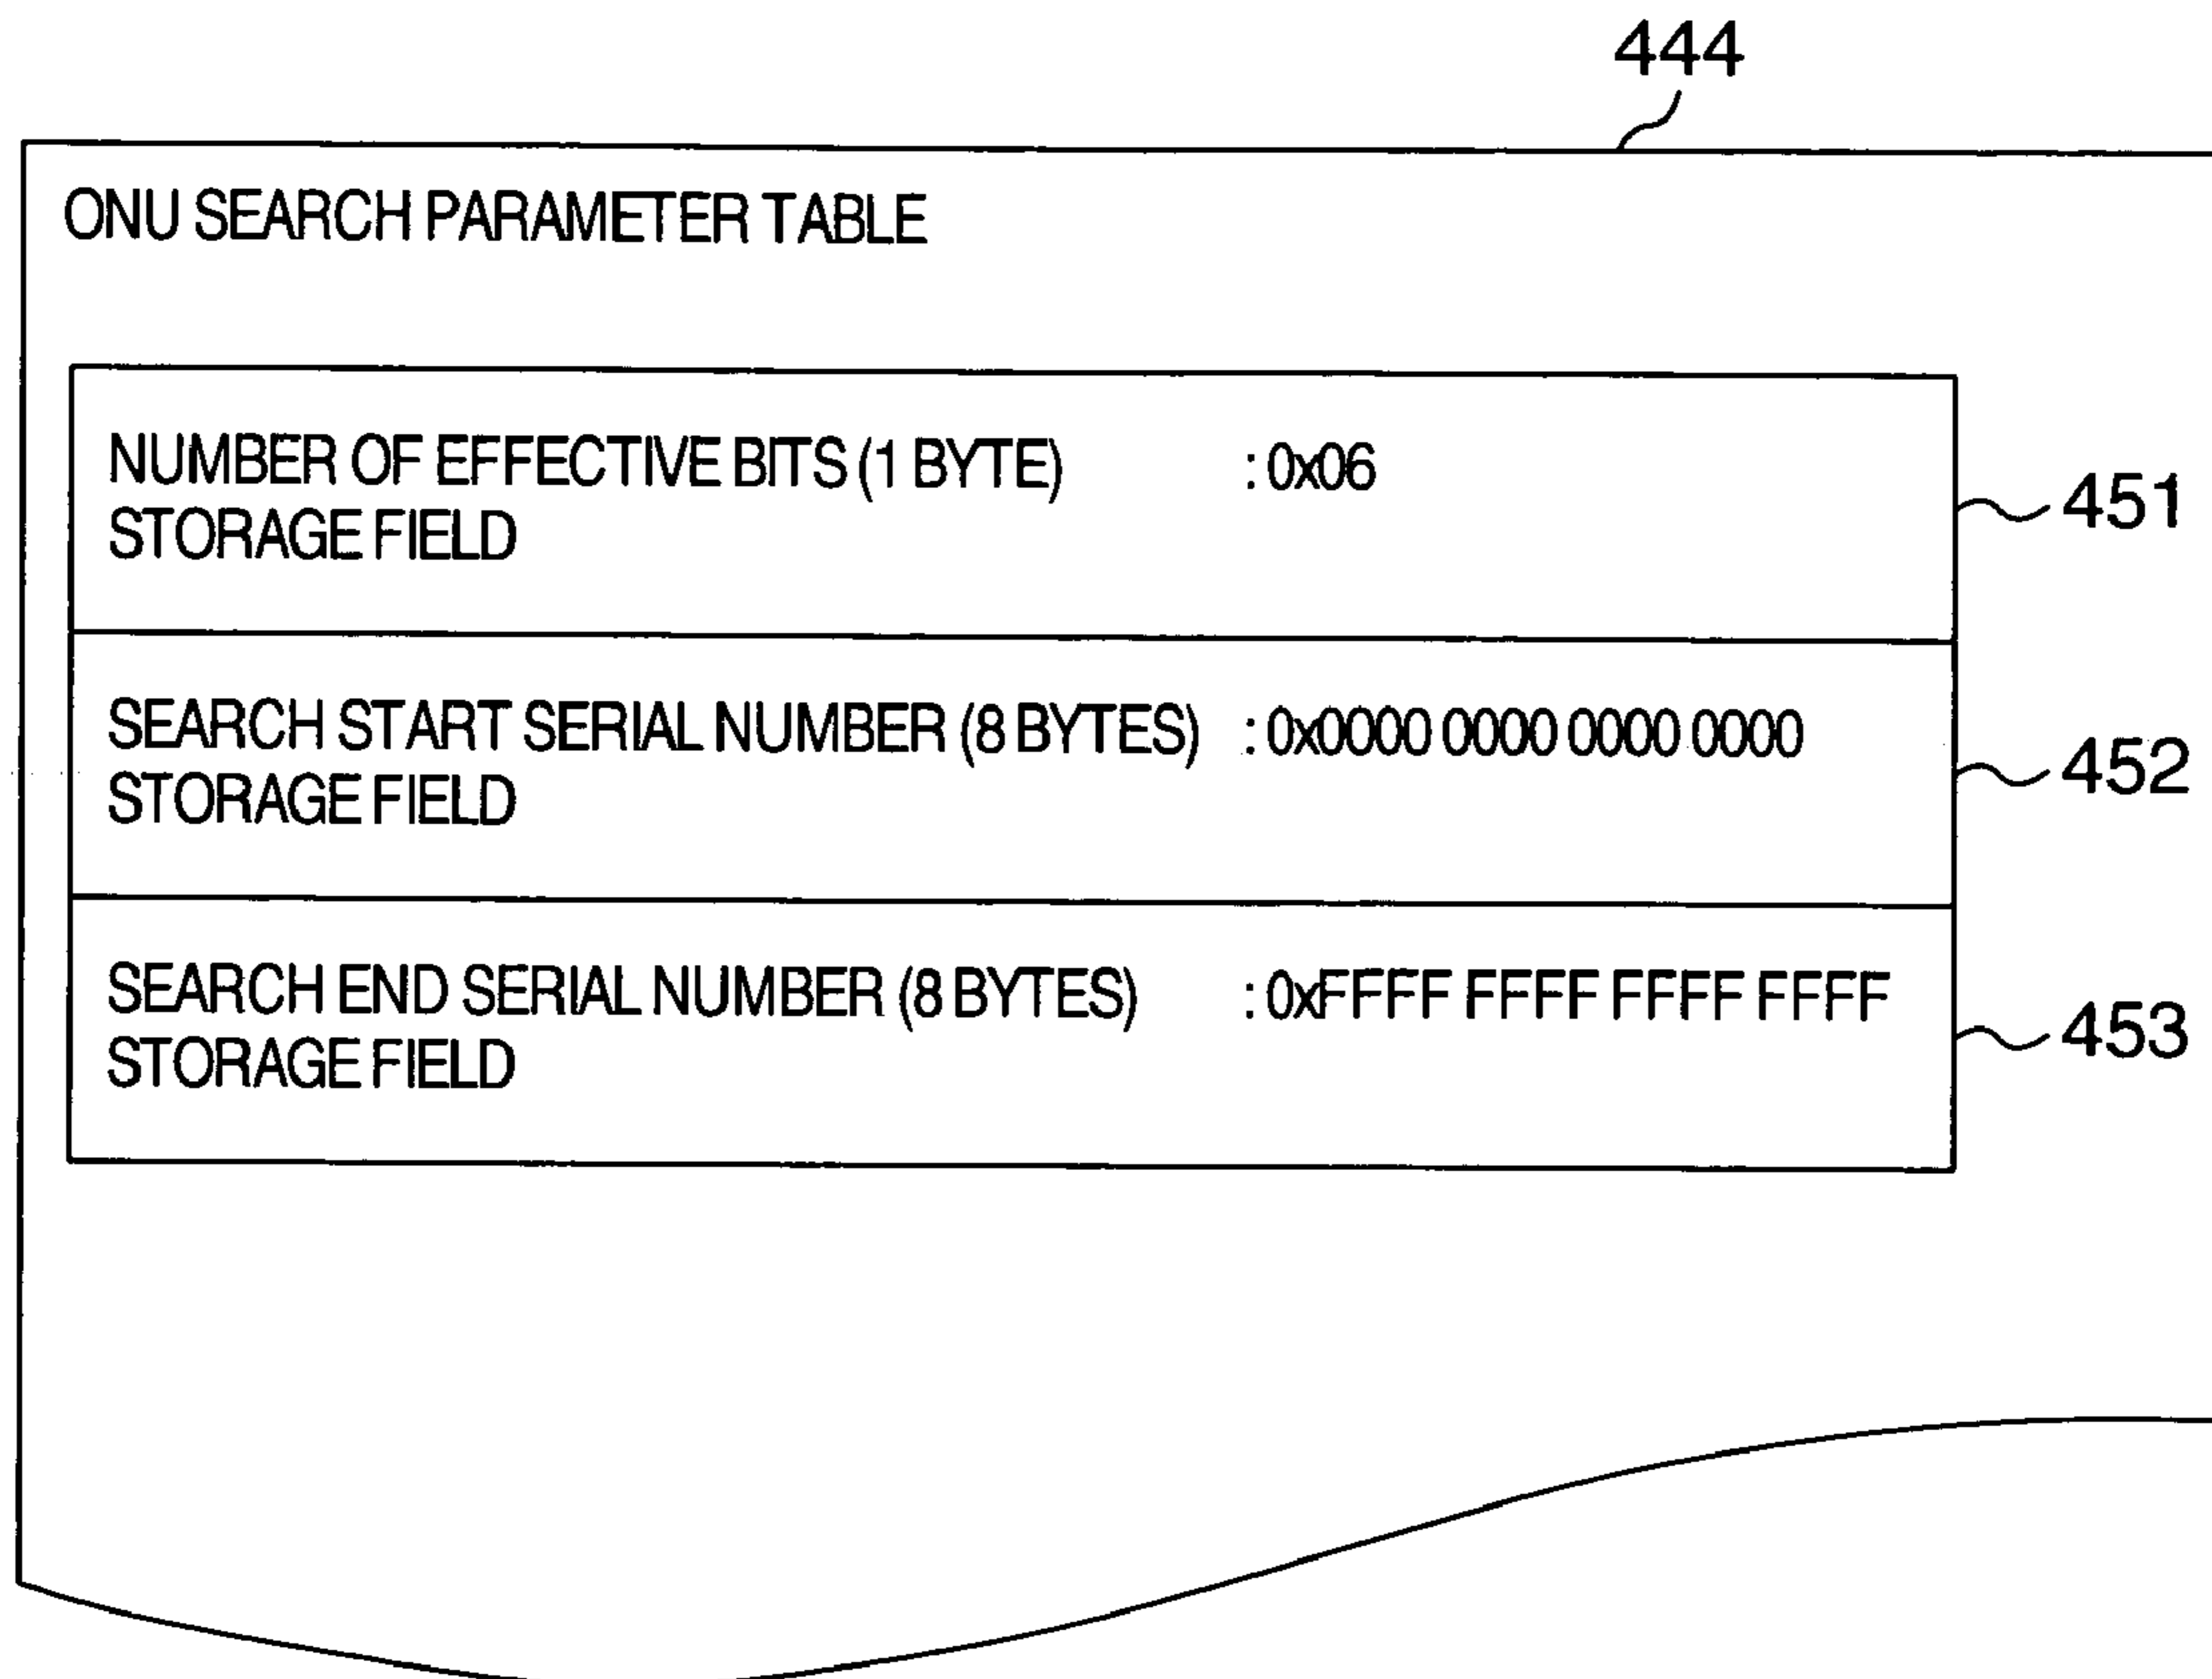 444
ONU SEARCH PARAMETER TABLE
NUMBER OF EFFECTIVE BITS (1 BYTE) : 0x06
STORAGE FIELD
451
SEARCH START SERIAL NUMBER (8 BYTES) : 0x0000 0000 0000 0000
STORAGE FIELD
452
SEARCH END SERIAL NUMBER (8 BYTES) : 0xFFFF FFFF FFFF FFFF
STORAGE FIELD
453